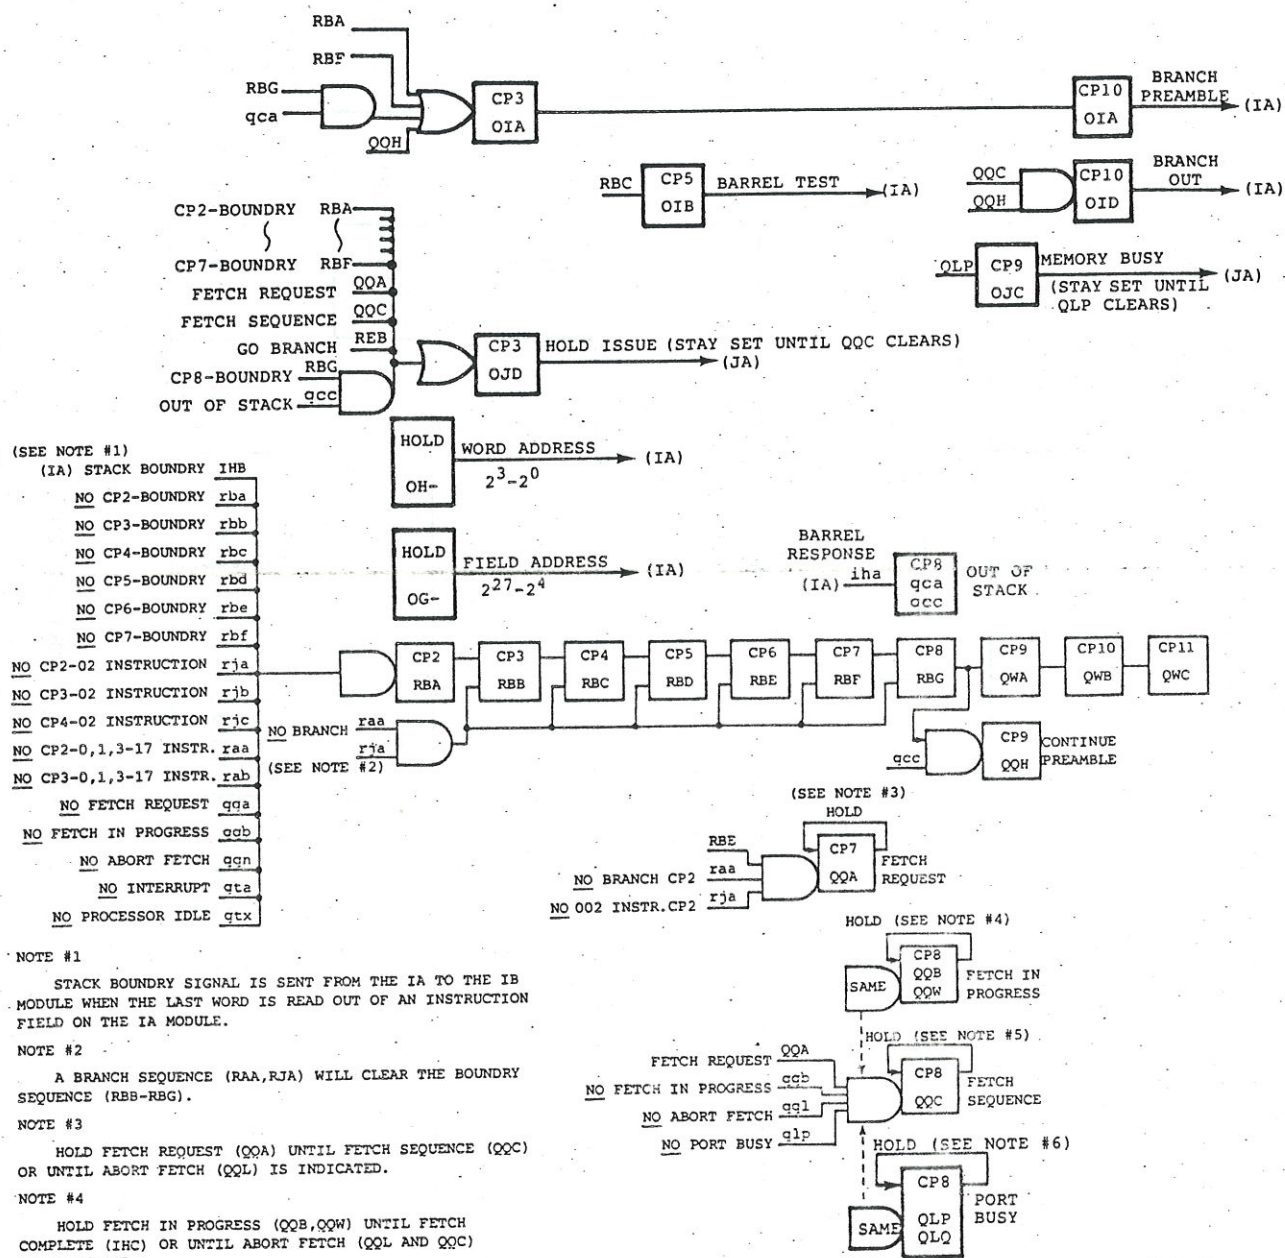 RBA
RBF
RBG
qca
QQH
CP3
OIA
CP10
OIA
BRANCH
PREAMBLE
(IA)
RBC
CP5
OIB
BARREL TEST
(IA)
QQC
QQH
CP10
OID
BRANCH
OUT
(IA)
CP2-BOUNDRY RBA
CP7-BOUNDRY RBF
FETCH REQUEST QQA
FETCH SEQUENCE QQC
GO BRANCH REB
CP8-BOUNDRY RBG
OUT OF STACK qcc
CP3
OJD
HOLD ISSUE (STAY SET UNTIL QQC CLEARS)
(JA)
QLP
CP9
OJC
MEMORY BUSY
(JA)
(STAY SET UNTIL
QLP CLEARS)
HOLD
OH-
WORD ADDRESS
2^3-2^0
(IA)
HOLD
OG-
FIELD ADDRESS
2^27-2^4
(IA)
BARREL
RESPONSE
(IA) iha
CP8
qca
qcc
OUT OF
STACK
(SEE NOTE #1)
(IA) STACK BOUNDRY IHB
NO CP2-BOUNDRY rba
NO CP3-BOUNDRY rbb
NO CP4-BOUNDRY rbc
NO CP5-BOUNDRY rbd
NO CP6-BOUNDRY rbe
NO CP7-BOUNDRY rbf
NO CP2-02 INSTRUCTION rja
NO CP3-02 INSTRUCTION rjb
NO CP4-02 INSTRUCTION rjc
NO CP2-0,1,3-17 INSTR. raa
NO CP3-0,1,3-17 INSTR. rab
NO FETCH REQUEST qqa
NO FETCH IN PROGRESS qqb
NO ABORT FETCH qqn
NO INTERRUPT qta
NO PROCESSOR IDLE qtx
CP2
RBA
CP3
RBB
CP4
RBC
CP5
RBD
CP6
RBE
CP7
RBF
CP8
RBG
CP9
QWA
CP10
QWB
CP11
QWC
NO BRANCH raa
rja
(SEE NOTE #2)
qcc
CP9
QQH
CONTINUE
PREAMBLE
(SEE NOTE #3)
HOLD
RBE
NO BRANCH CP2 raa
NO 002 INSTR.CP2 rja
CP7
QQA
FETCH
REQUEST
HOLD (SEE NOTE #4)
SAME
CP8
QQB
QQW
FETCH IN
PROGRESS
HOLD (SEE NOTE #5)
FETCH REQUEST QQA
NO FETCH IN PROGRESS qqb
NO ABORT FETCH qql
NO PORT BUSY qlp
CP8
QQC
FETCH
SEQUENCE
HOLD (SEE NOTE #6)
SAME
CP8
QLP
QLQ
PORT
BUSY
NOTE #1
STACK BOUNDRY SIGNAL IS SENT FROM THE IA TO THE IB
MODULE WHEN THE LAST WORD IS READ OUT OF AN INSTRUCTION
FIELD ON THE IA MODULE.
NOTE #2
A BRANCH SEQUENCE (RAA,RJA) WILL CLEAR THE BOUNDRY
SEQUENCE (RBB-RBG).
NOTE #3
HOLD FETCH REQUEST (QQA) UNTIL FETCH SEQUENCE (QQC)
OR UNTIL ABORT FETCH (QQL) IS INDICATED.
NOTE #4
HOLD FETCH IN PROGRESS (QQB,QQW) UNTIL FETCH
COMPLETE (IHC) OR UNTIL ABORT FETCH (QQL AND QQC)